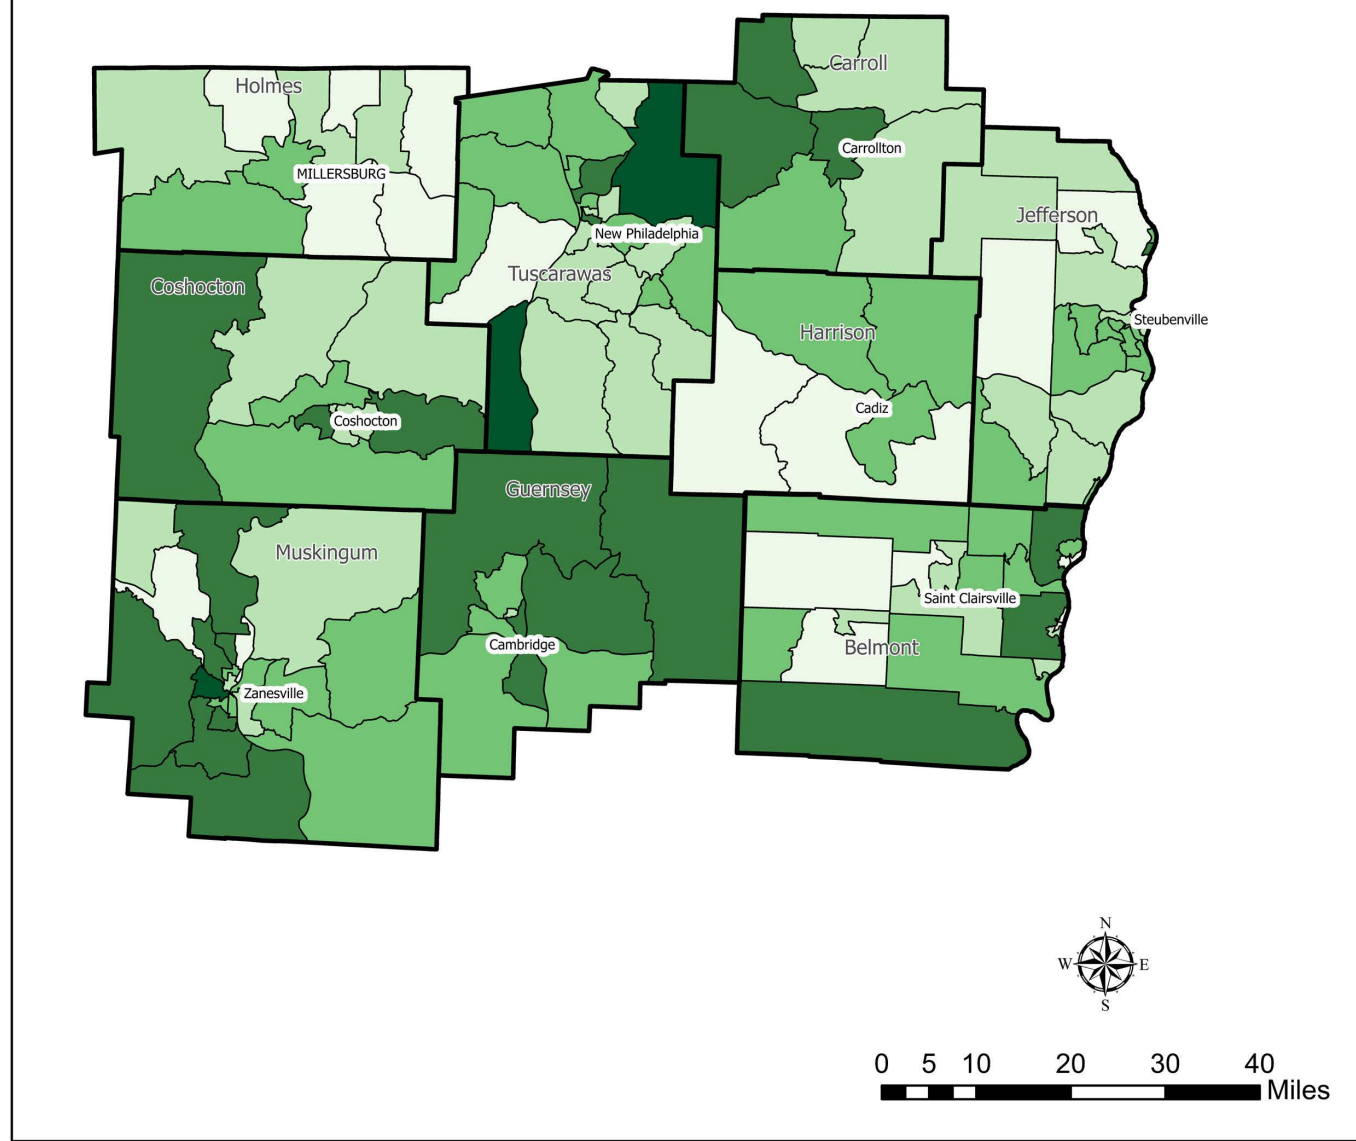 Carroll
Holmes
Carrollton
MILLERSBURG
Jefferson
New Philadelphia
Tuscarawas
Coshocton
Steubenville
Harrison
Cadiz
Coshocton
Guernsey
Muskingum
Saint Clairsville
Cambridge
Belmont
Zanesville
N
W E
S
0 5 10 20 30 40
Miles